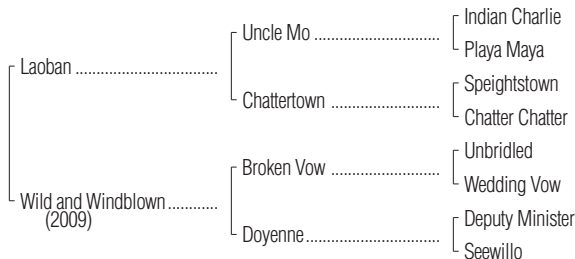 Indian Charlie
Uncle Mo ..............................
Playa Maya
Laoban ..................................
Speightstown
Chattertown ..........................
Chatter Chatter
Unbridled
Broken Vow ..........................
Wedding Vow
Wild and Windblown ............
(2009)
Deputy Minister
Doyenne................................
Seewillo